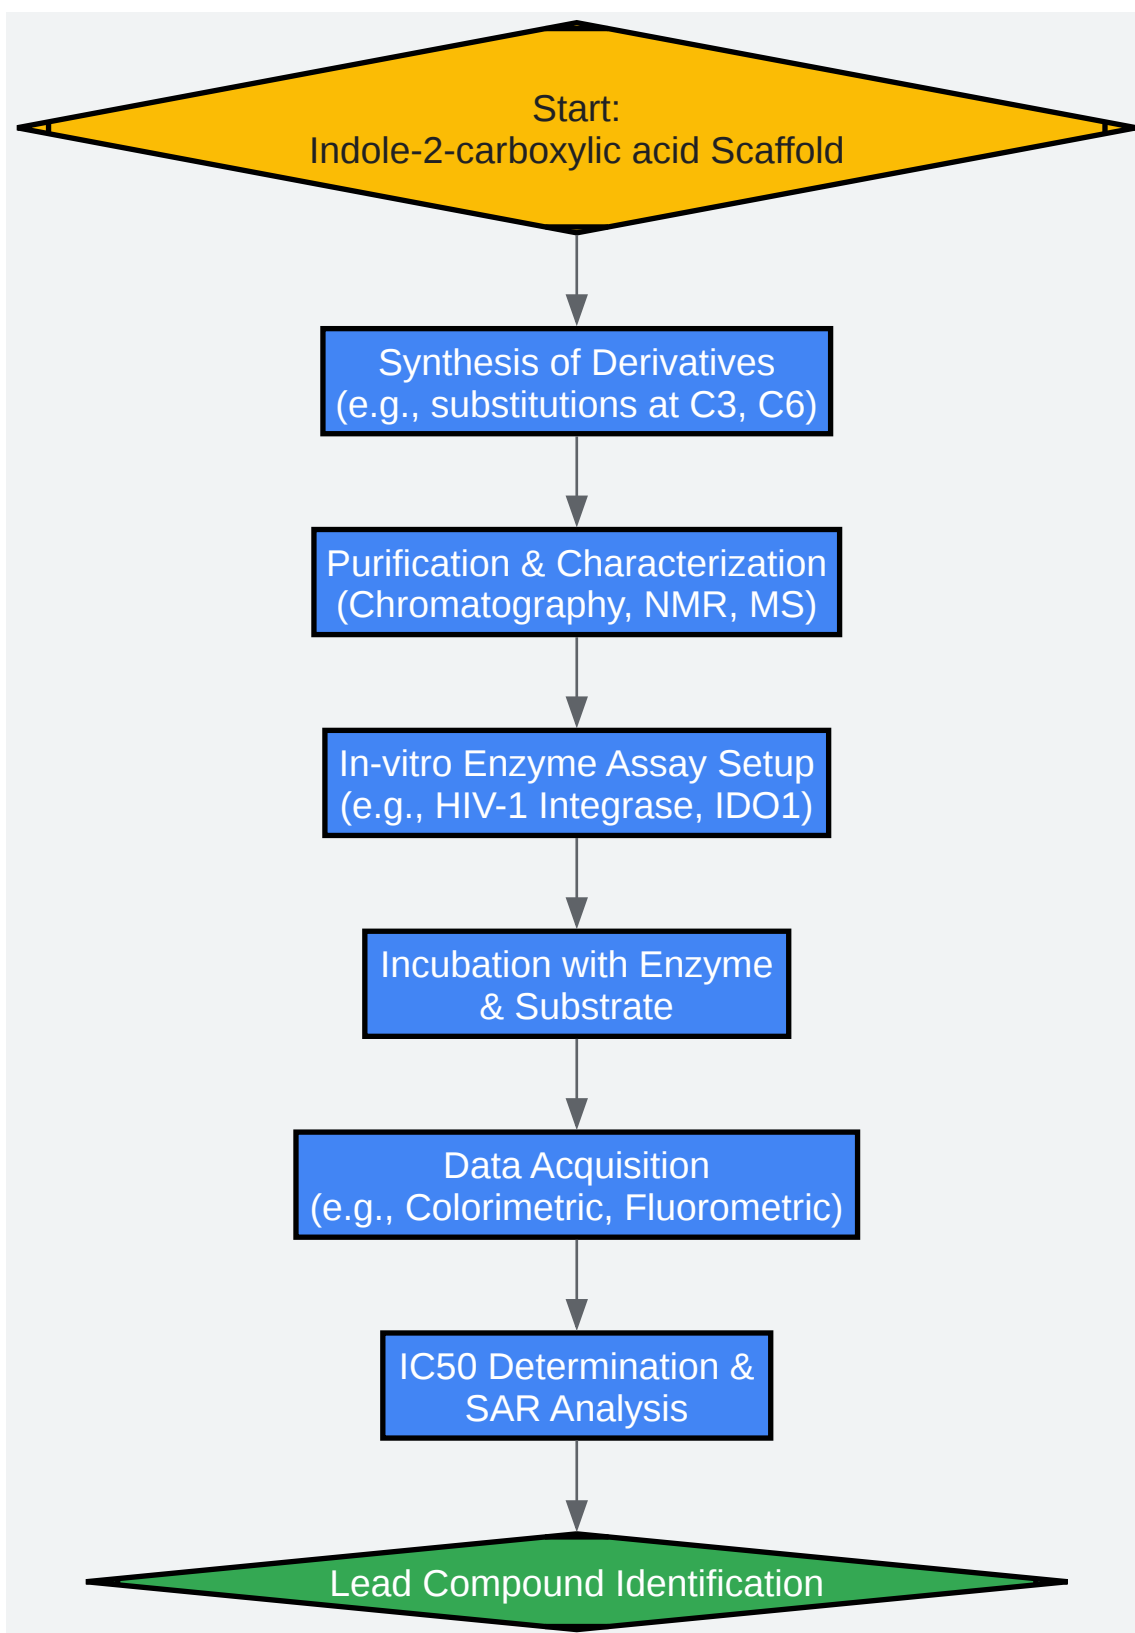 Start:
Indole-2-carboxylic acid Scaffold
Synthesis of Derivatives
(e.g., substitutions at C3, C6)
Purification & Characterization
(Chromatography, NMR, MS)
In-vitro Enzyme Assay Setup
(e.g., HIV-1 Integrase, IDO1)
Incubation with Enzyme
& Substrate
Data Acquisition
(e.g., Colorimetric, Fluorometric)
IC50 Determination &
SAR Analysis
Lead Compound Identification